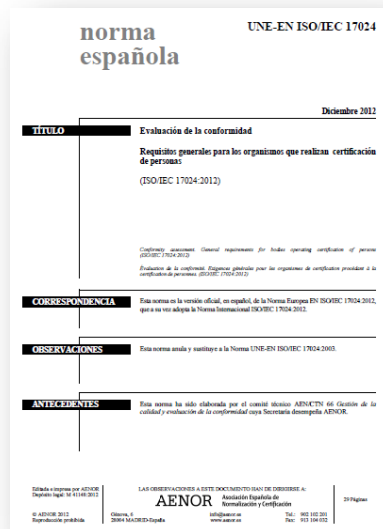 norma
española
UNE-EN ISO/IEC 17024
Diciembre 2012
TÍTULO
Evaluación de la conformidad
Requisitos generales para los organismos que realizan certificación
de personas
(ISO/IEC 17024:2012)
Conformity assessment. General requirements for bodies operating certification of persons
(ISO/IEC 17024:2012)
Évaluation de la conformité. Exigences générales pour les organismes de certification procédant à la
certification de personnes. (ISO/IEC 17024:2012)
CORRESPONDENCIA
Esta norma es la versión oficial, en español, de la Norma Europea EN ISO/IEC 17024:2012,
que a su vez adopta la Norma Internacional ISO/IEC 17024:2012.
OBSERVACIONES
Esta norma anula y sustituye a la Norma UNE-EN ISO/IEC 17024:2003.
ANTECEDENTES
Esta norma ha sido elaborada por el comité técnico AEN/CTN 66 Gestión de la
calidad y evaluación de la conformidad cuya Secretaría desempeña AENOR.
Editada e impresa por AENOR
Depósito legal: M 41140:2012
LAS OBSERVACIONES A ESTE DOCUMENTO HAN DE DIRIGIRSE A:
AENOR
Asociación Española de
Normalización y Certificación
29 Páginas
© AENOR 2012
Reproducción prohibida
Génova, 6
28004 MADRID-España
info@aenor.es
www.aenor.es
Tel.: 902 102 201
Fax: 913 104 032